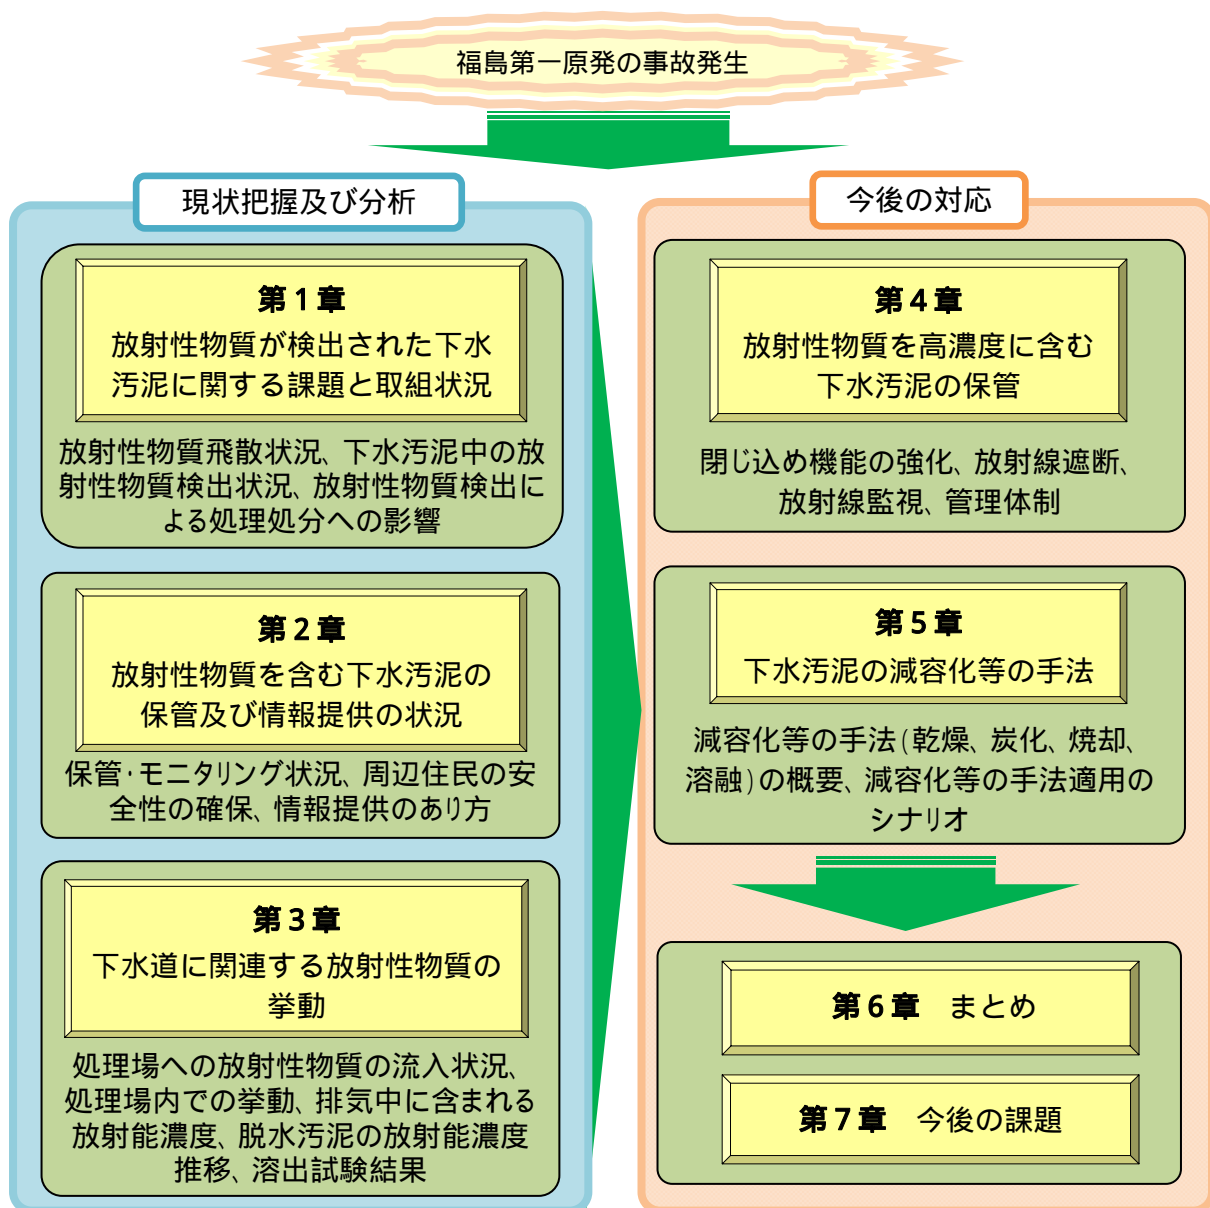 福島第一原発の事故発生
現状把握及び分析
第1章
放射性物質が検出された下水
汚泥に関する課題と取組状況
放射性物質飛散状況、下水汚泥中の放
射性物質検出状況、放射性物質検出に
よる処理処分への影響
第2章
放射性物質を含む下水汚泥の
保管及び情報提供の状況
保管・モニタリング状況、周辺住民の安
全性の確保、情報提供のあり方
第3章
下水道に関連する放射性物質の
挙動
処理場への放射性物質の流入状況、
処理場内での挙動、排気中に含まれる
放射能濃度、脱水汚泥の放射能濃度
推移、溶出試験結果
今後の対応
第4章
放射性物質を高濃度に含む
下水汚泥の保管
閉じ込め機能の強化、放射線遮断、
放射線監視、管理体制
第5章
下水汚泥の減容化等の手法
減容化等の手法(乾燥、炭化、焼却、
溶融)の概要、減容化等の手法適用の
シナリオ
第6章　まとめ
第7章　今後の課題